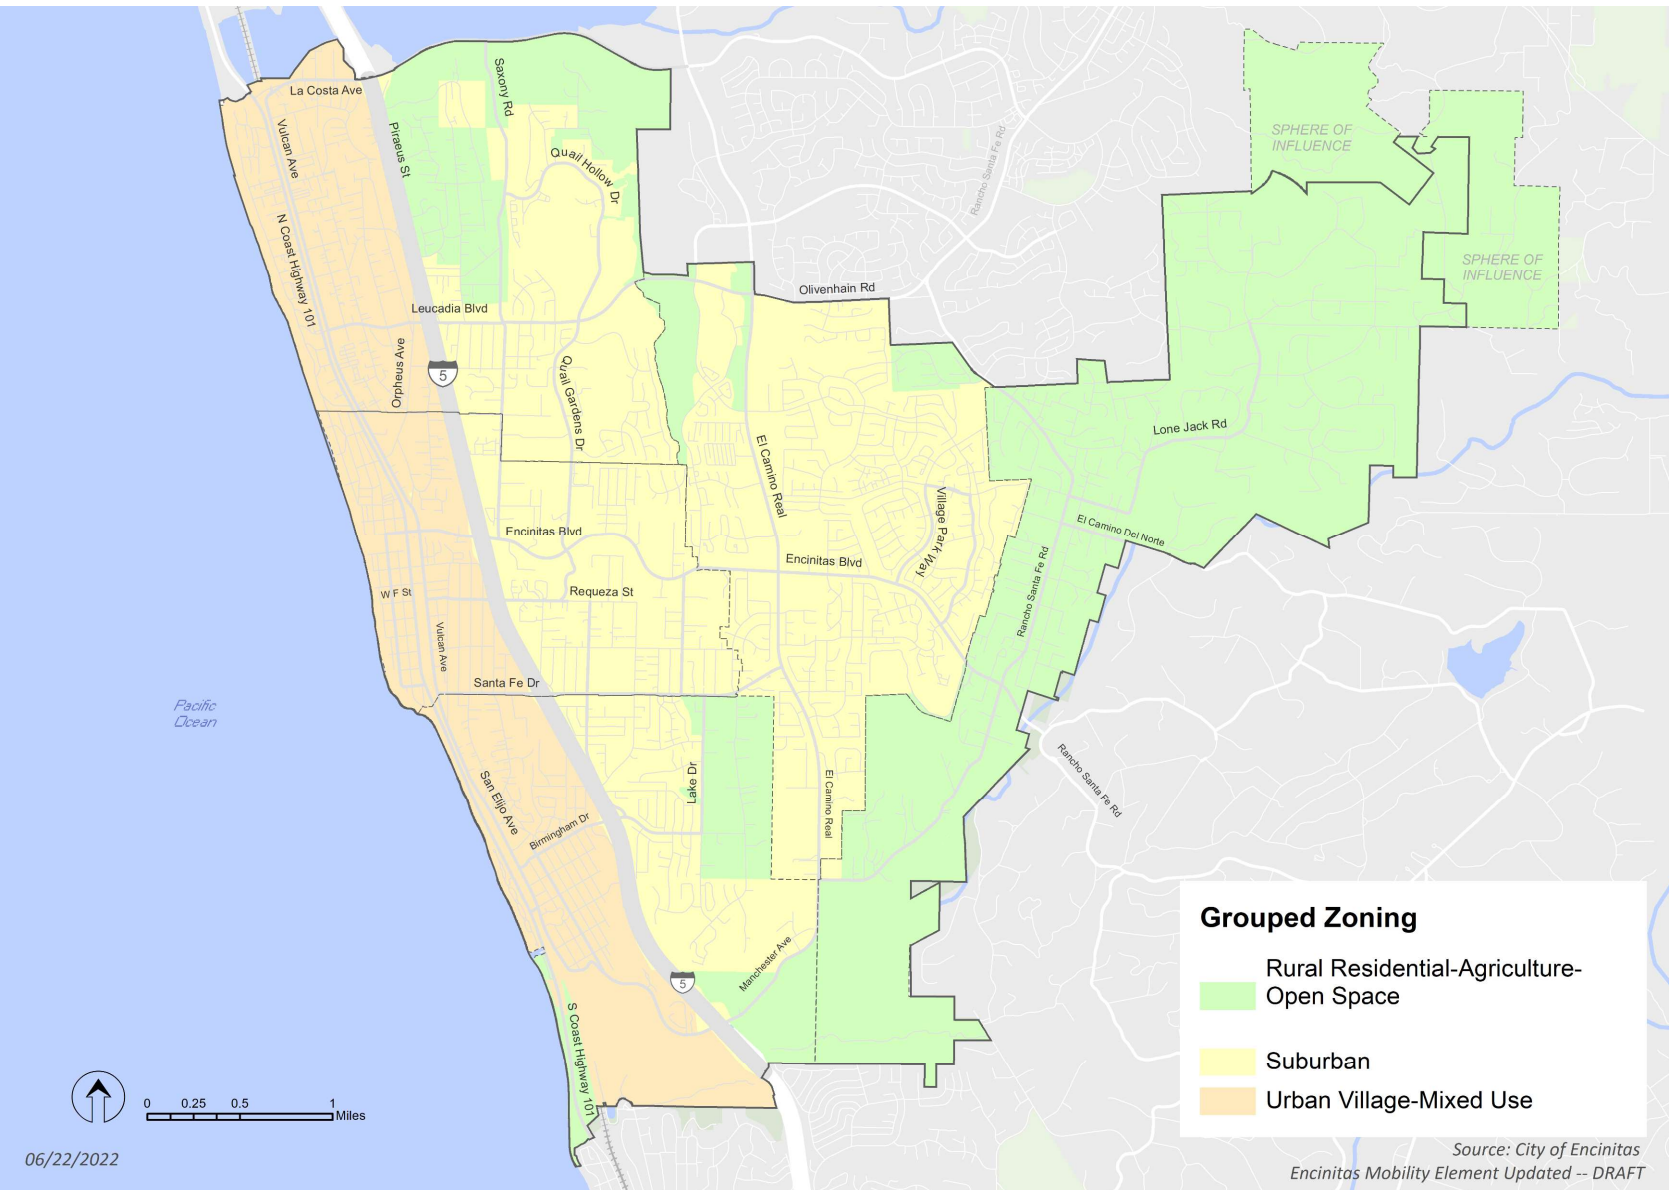 La Costa Ave
Saxony Rd
Piraeus St
Vulcan Ave
Quail Hollow Dr
Rancho Santa Fe Rd
SPHERE OF
INFLUENCE
SPHERE OF
INFLUENCE
N Coast Highway 101
Olivenhain Rd
Leucadia Blvd
Orpheus Ave
5
Quail Gardens Dr
El Camino Real
Lone Jack Rd
Village Park Way
El Camino Del Norte
Encinitas Blvd
Encinitas Blvd
Requeza St
W F St
Vulcan Ave
Rancho Santa Fe Rd
Santa Fe Dr
Pacific
Ocean
San Elijo Ave
Birmingham Dr
Lake Dr
El Camino Real
Rancho Santa Fe Rd
Manchester Ave
5
S Coast Highway 101
Grouped Zoning
Rural Residential-Agriculture-
Open Space
Suburban
Urban Village-Mixed Use
0 0.25 0.5 1
Miles
06/22/2022
Source: City of Encinitas
Encinitas Mobility Element Updated -- DRAFT